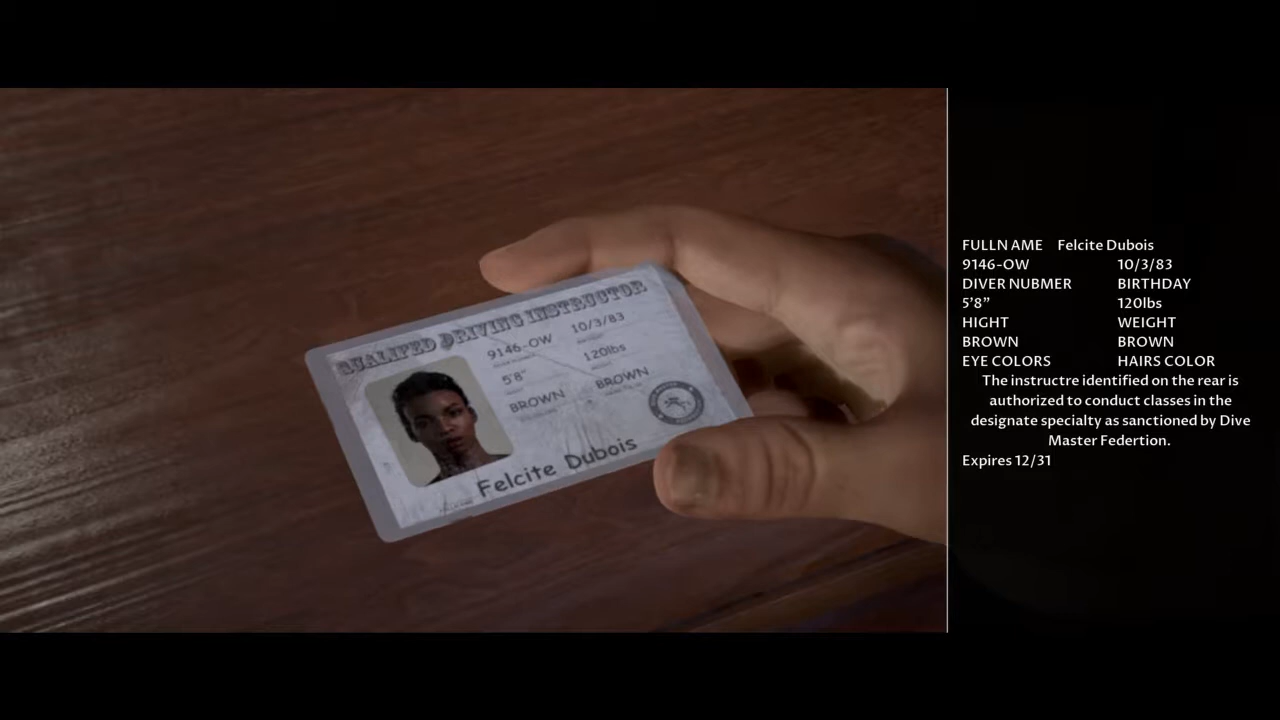 QUALIFED DRIVING INSTRUCTOR
9146-OW 10/3/83
5'8" 120lbs
BROWN BROWN
Felcite Dubois
FULLN AME Felcite Dubois
9146-OW 10/3/83
DIVER NUBMER BIRTHDAY
5'8” 120lbs
HIGHT WEIGHT
BROWN BROWN
EYE COLORS HAIRS COLOR
The instructre identified on the rear is
authorized to conduct classes in the
designate specialty as sanctioned by Dive
Master Federtion.
Expires 12/31